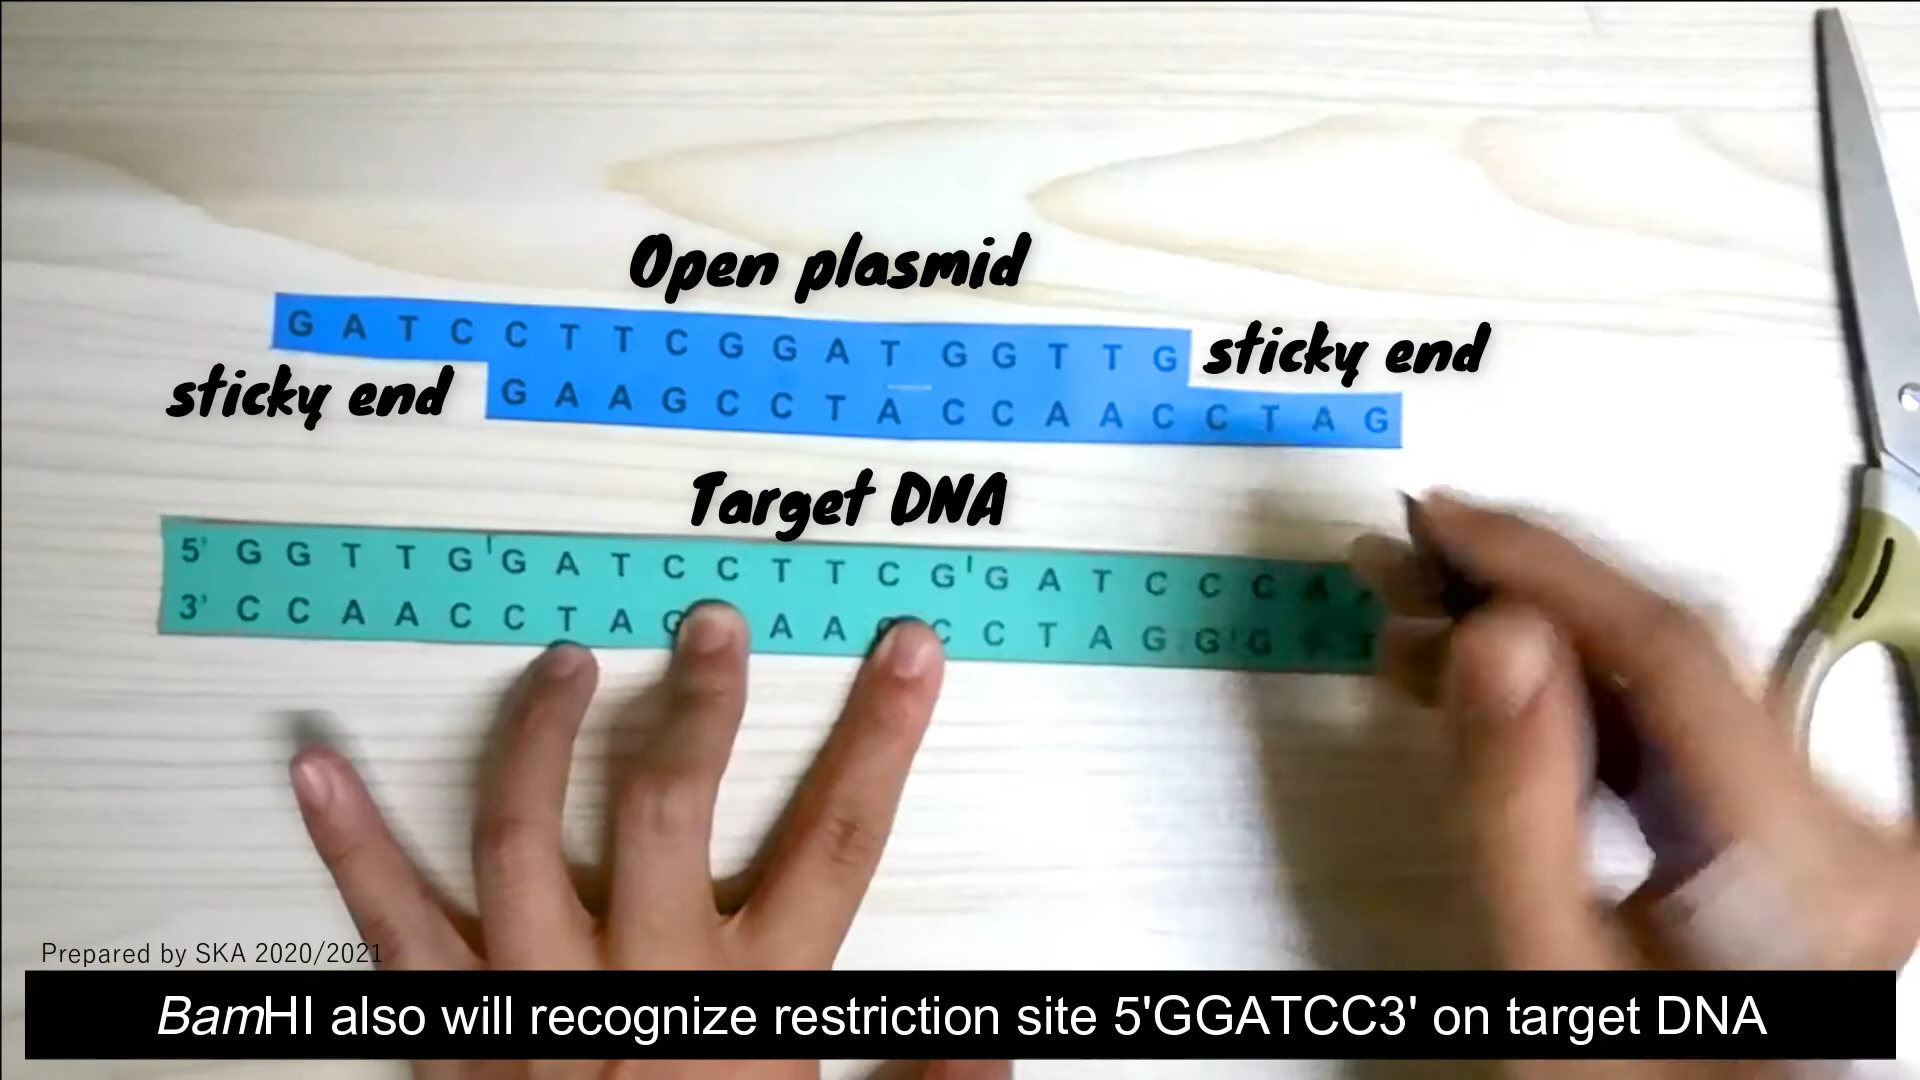 Open plasmid
G A T C C T T C G G A T G G T T G
sticky end
sticky end
G A A G C C T A C C A A C C T A G
Target DNA
5' G G T T G ' G A T C C T T C G ' G A T C C C A
3' C C A A C C T A G A A C C T A G G G
Prepared by SKA 2020/2021
BamHI also will recognize restriction site 5'GGATCC3' on target DNA